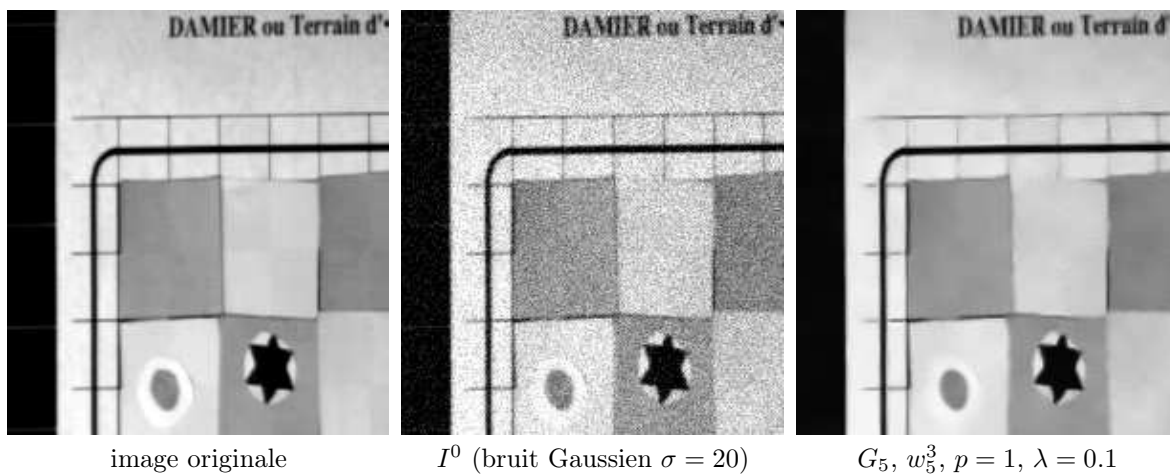 DAMIER ou Terrain d'
DAMIER ou Terrain d'
DAMIER ou Terrain d'
image originale
I⁰ (bruit Gaussien σ = 20)
G₅, w₅³, p = 1, λ = 0.1